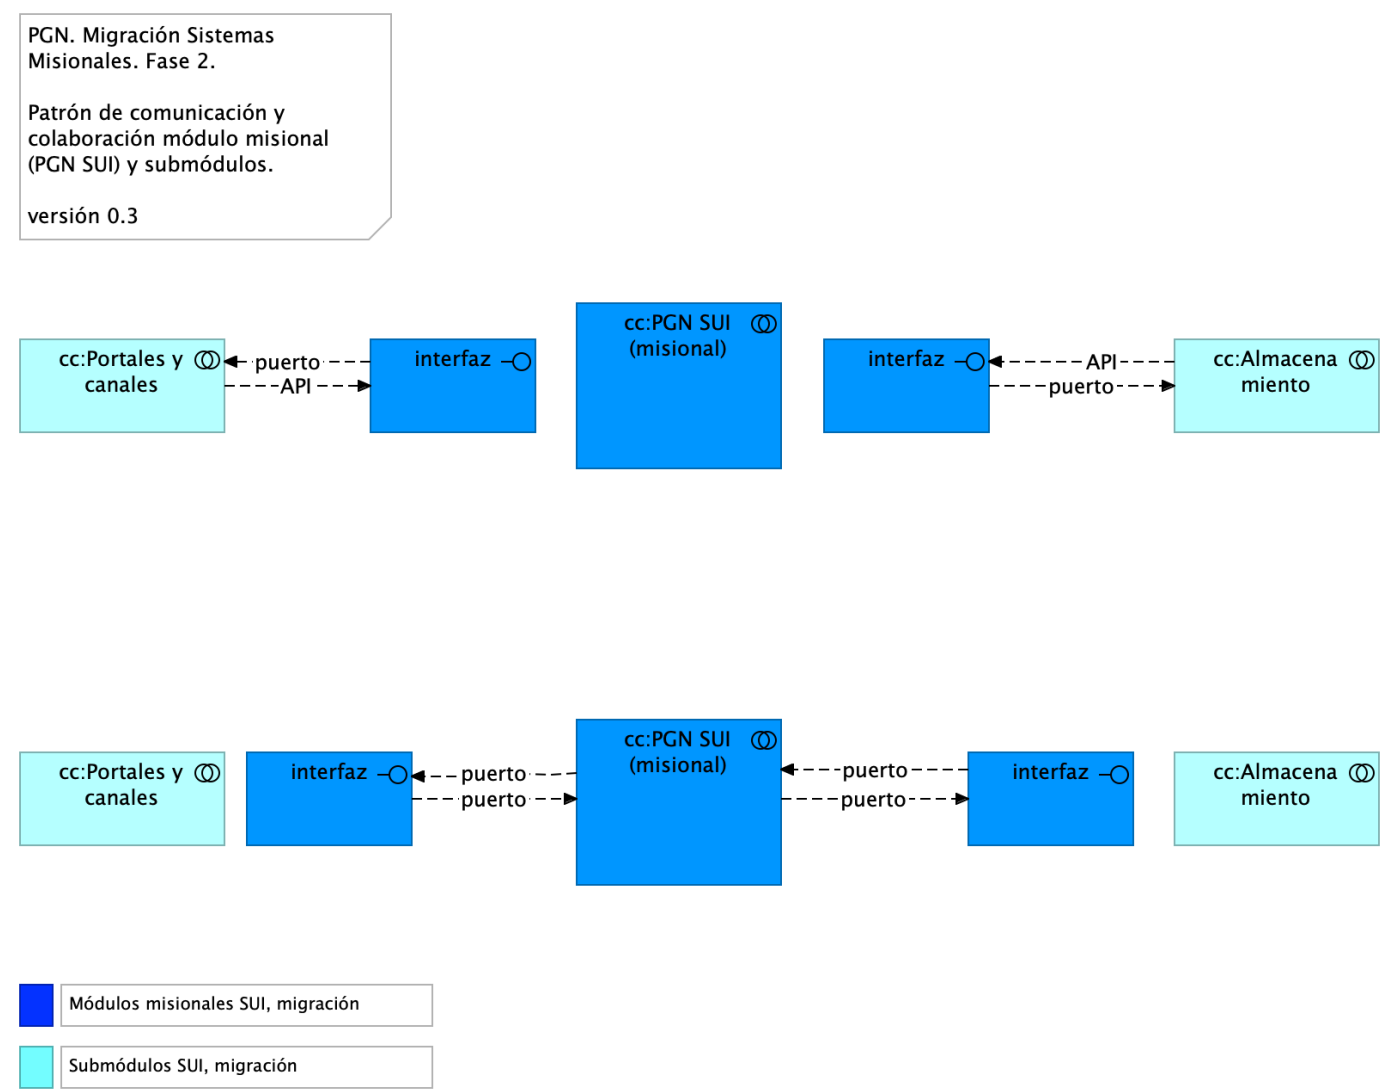 PGN. Migración Sistemas
Misionales. Fase 2.
Patrón de comunicación y
colaboración módulo misional
(PGN SUI) y submódulos.
versión 0.3
cc:Portales y
canales
puerto
API
interfaz
cc:PGN SUI
(misional)
interfaz
API
puerto
cc:Almacena
miento
cc:Portales y
canales
interfaz
puerto
puerto
cc:PGN SUI
(misional)
puerto
puerto
interfaz
cc:Almacena
miento
Módulos misionales SUI, migración
Submódulos SUI, migración